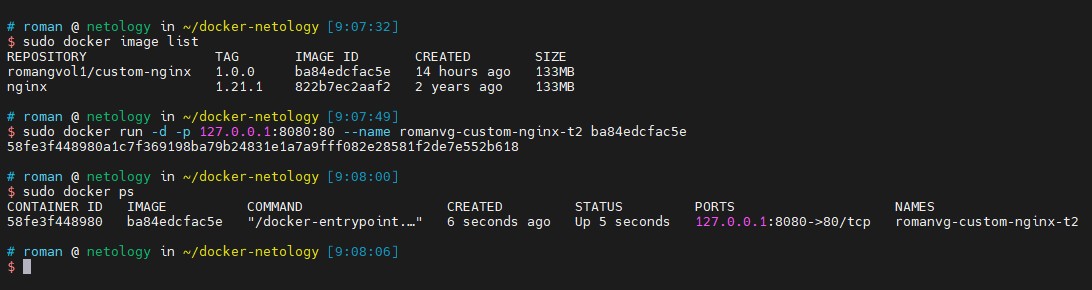 # roman @ netology in ~/docker-netology [9:07:32]
$ sudo docker image list
REPOSITORY                TAG       IMAGE ID       CREATED        SIZE
romangvol1/custom-nginx   1.0.0     ba84edcfac5e   14 hours ago   133MB
nginx                     1.21.1    822b7ec2aaf2   2 years ago    133MB
# roman @ netology in ~/docker-netology [9:07:49]
$ sudo docker run -d -p 127.0.0.1:8080:80 --name romanvg-custom-nginx-t2 ba84edcfac5e
58fe3f448980a1c7f369198ba79b24831e1a7a9fff082e28581f2de7e552b618
# roman @ netology in ~/docker-netology [9:08:00]
$ sudo docker ps
CONTAINER ID   IMAGE          COMMAND                  CREATED         STATUS         PORTS                    NAMES
58fe3f448980   ba84edcfac5e   "/docker-entrypoint.…"   6 seconds ago   Up 5 seconds   127.0.0.1:8080->80/tcp   romanvg-custom-nginx-t2
# roman @ netology in ~/docker-netology [9:08:06]
$